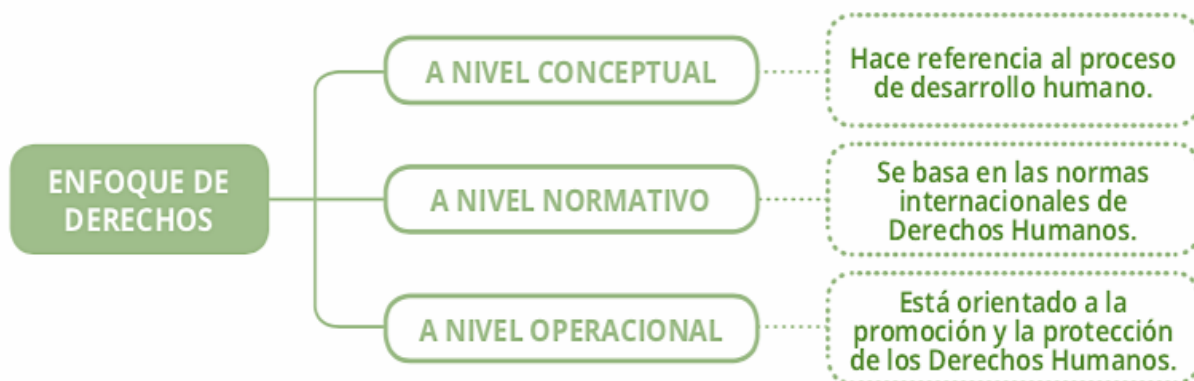 ENFOQUE DE
DERECHOS
A NIVEL CONCEPTUAL
Hace referencia al proceso
de desarrollo humano.
A NIVEL NORMATIVO
Se basa en las normas
internacionales de
Derechos Humanos.
A NIVEL OPERACIONAL
Está orientado a la
promoción y la protección
de los Derechos Humanos.